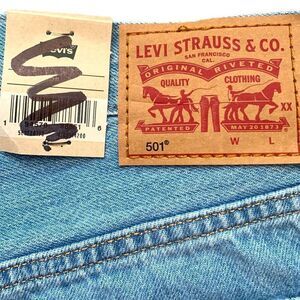 Levi's
LEVI STRAUSS & CO.
SAN FRANCISCO
CAL.
ORIGINAL RIVETED
QUALITY CLOTHING
XX
PATENTED MAY 20 1873
501®
W L